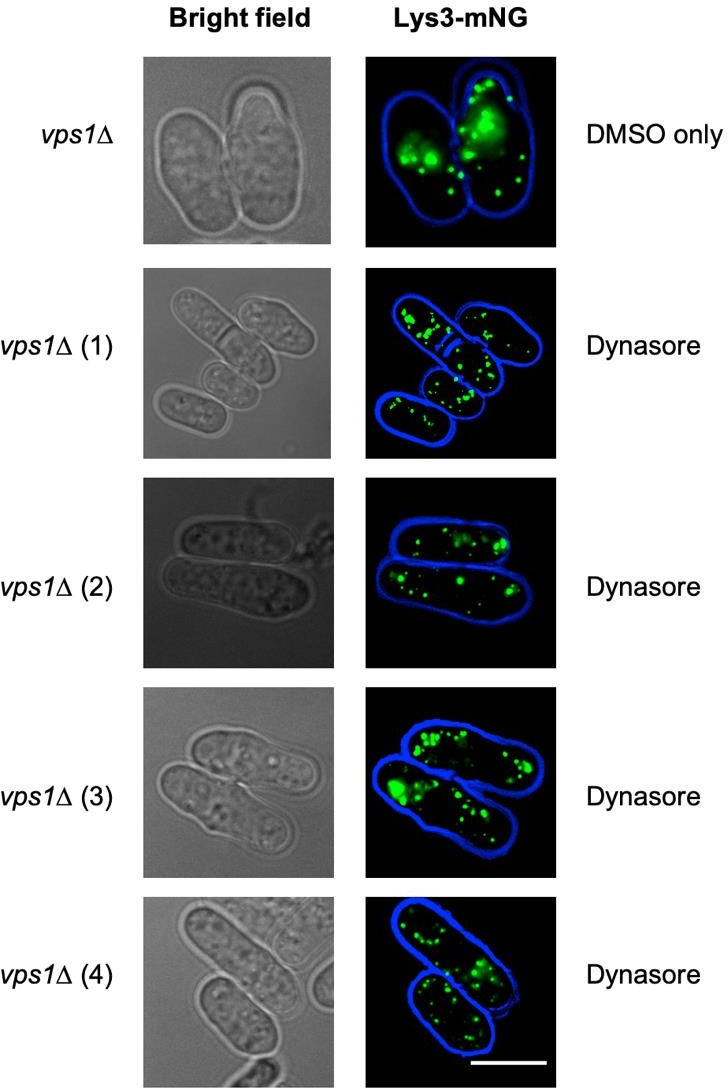 Bright field Lys3-mNG
vps1Δ DMSO only
vps1Δ (1) Dynasore
vps1Δ (2) Dynasore
vps1Δ (3) Dynasore
vps1Δ (4) Dynasore